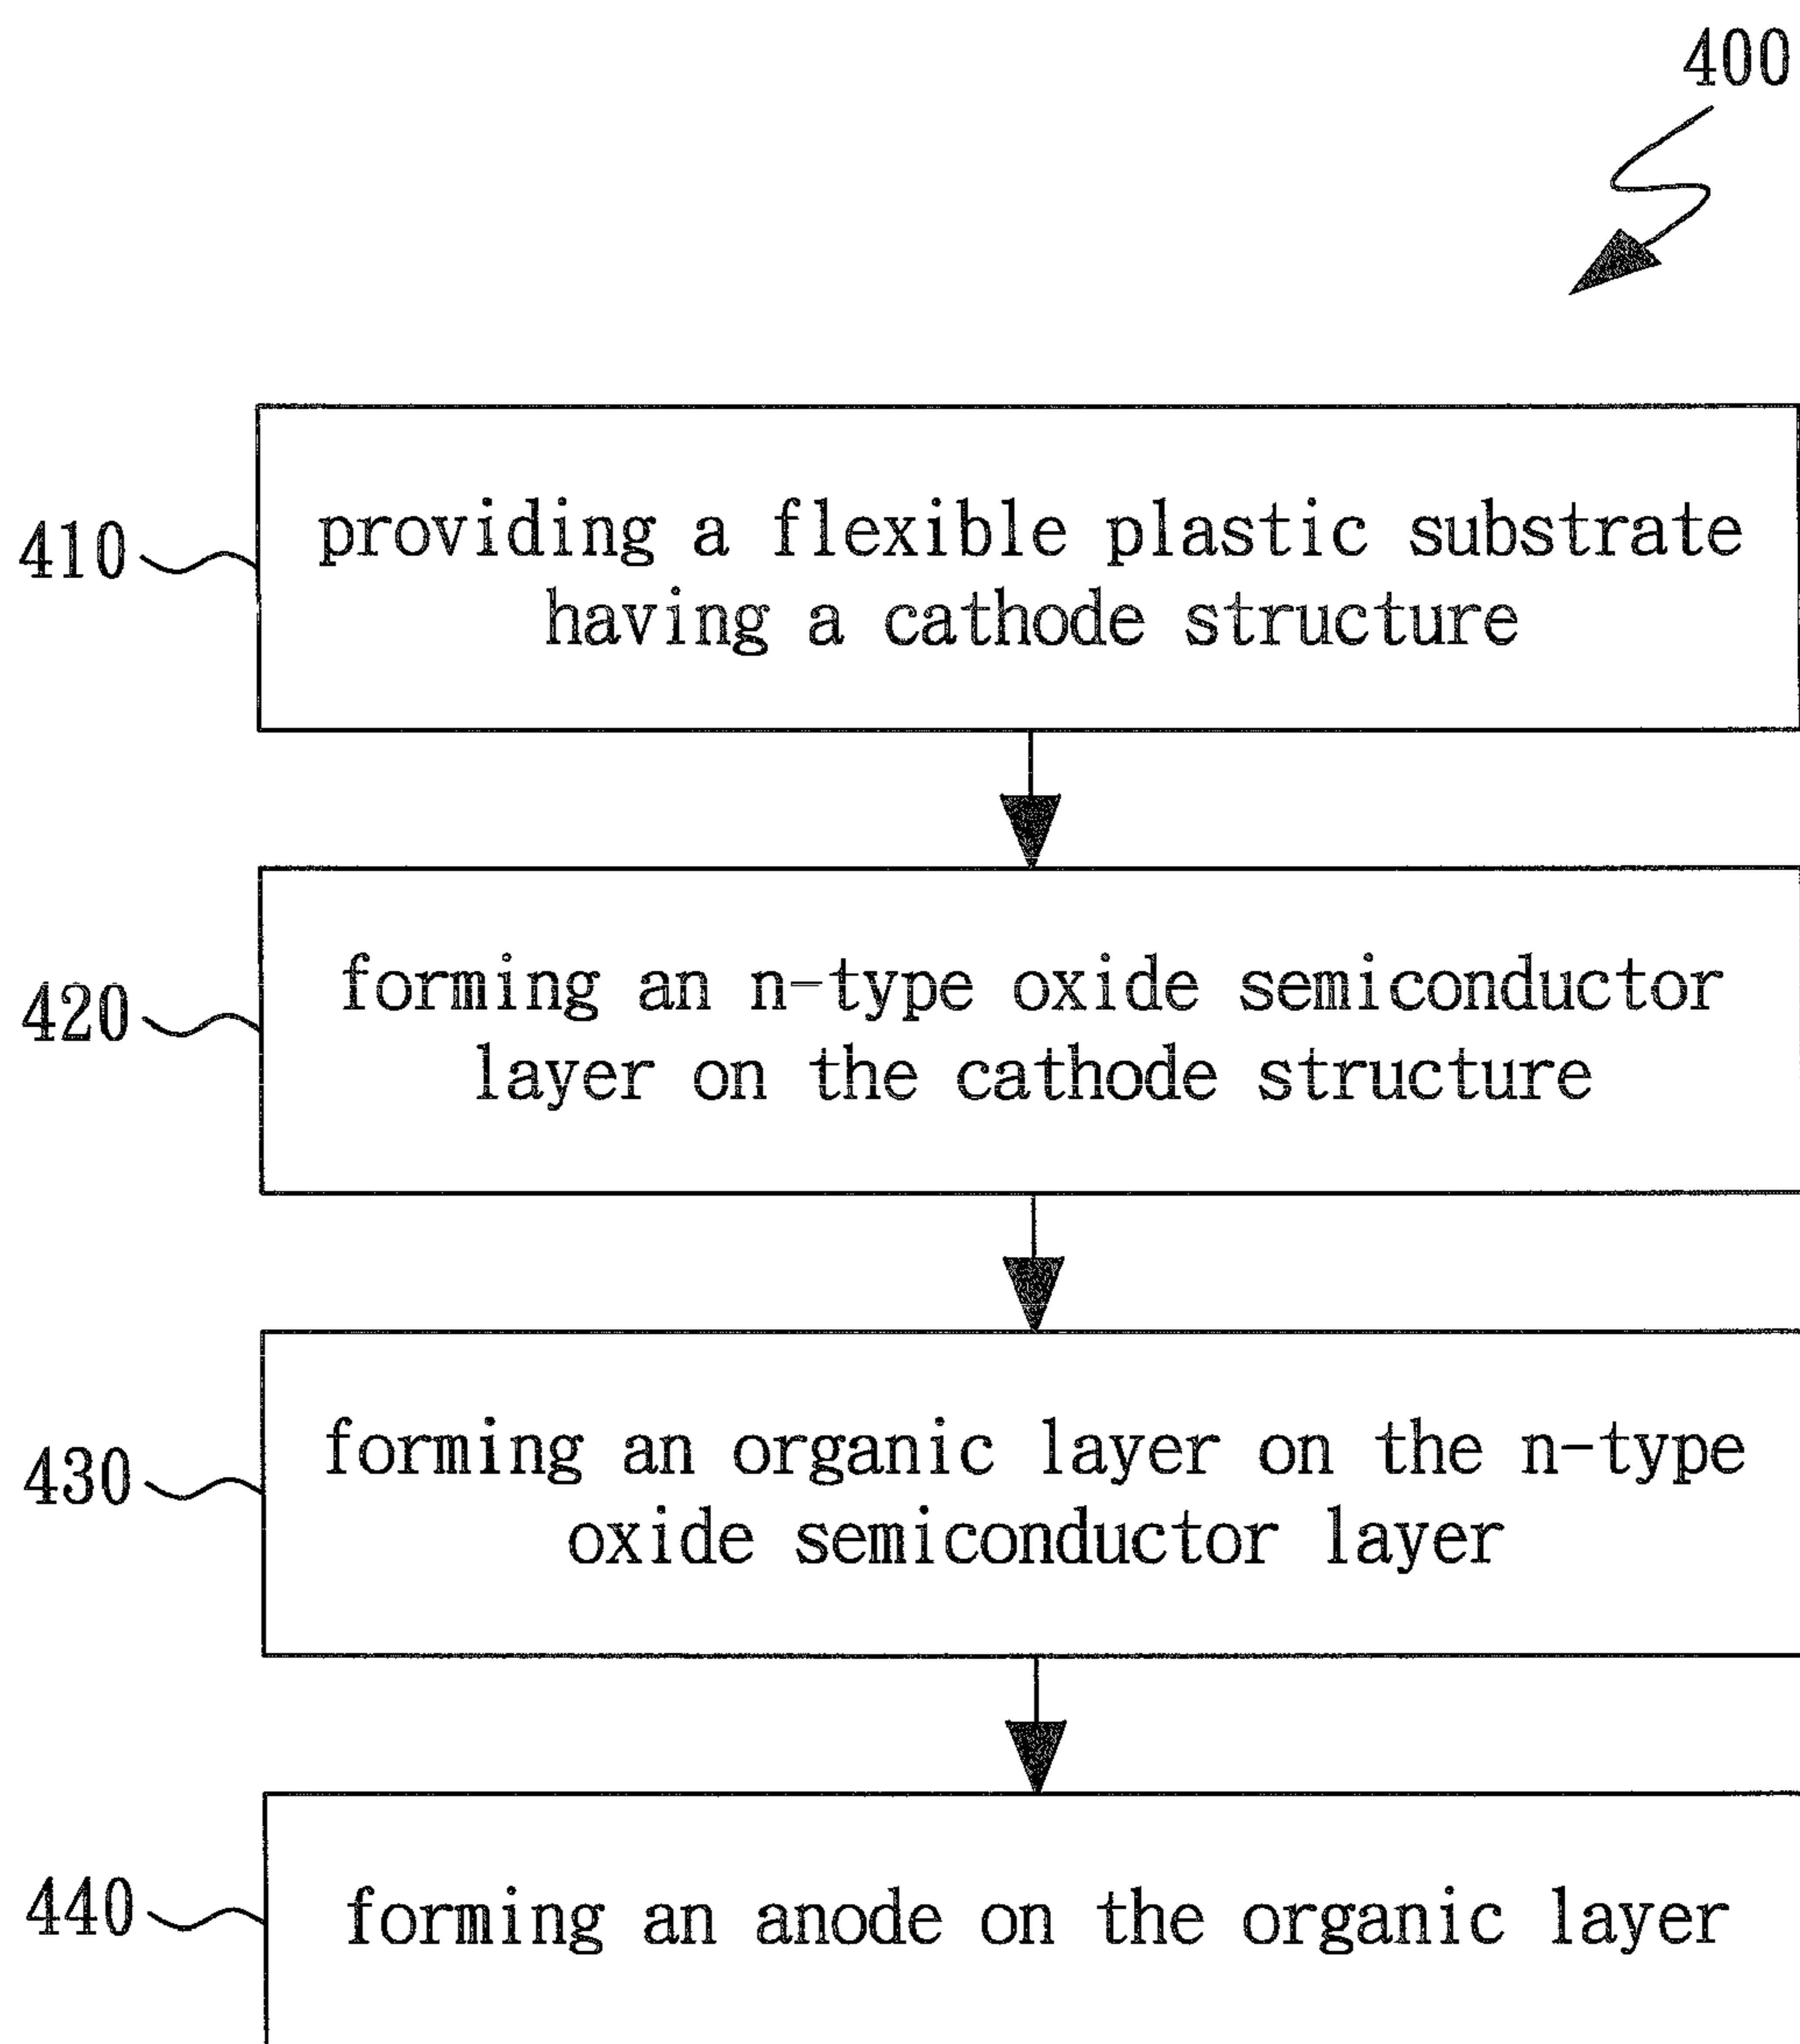 400
410
providing a flexible plastic substrate
having a cathode structure
420
forming an n-type oxide semiconductor
layer on the cathode structure
430
forming an organic layer on the n-type
oxide semiconductor layer
440
forming an anode on the organic layer